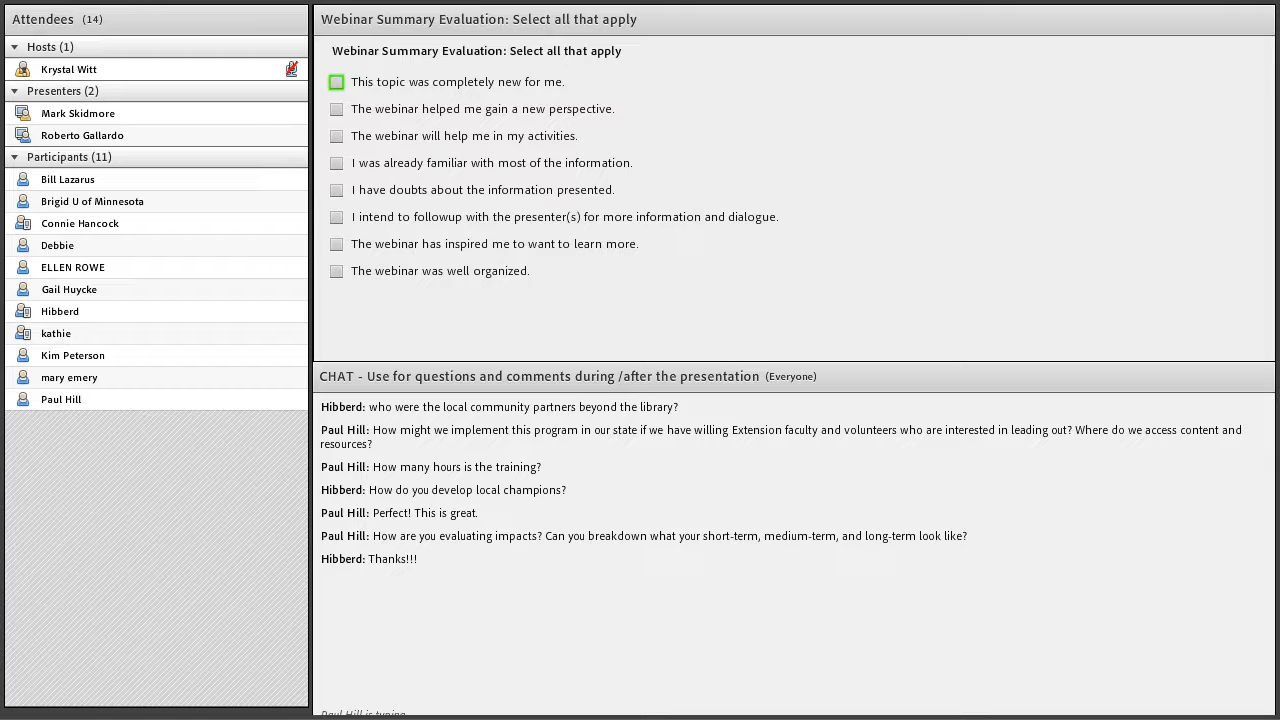 Attendees (14)
Hosts (1)
Krystal Witt
Presenters (2)
Mark Skidmore
Roberto Gallardo
Participants (11)
Bill Lazarus
Brigid U of Minnesota
Connie Hancock
Debbie
ELLEN ROWE
Gail Huycke
Hibberd
kathie
Kim Peterson
mary emery
Paul Hill
Webinar Summary Evaluation: Select all that apply
Webinar Summary Evaluation: Select all that apply
This topic was completely new for me.
The webinar helped me gain a new perspective.
The webinar will help me in my activities.
I was already familiar with most of the information.
I have doubts about the information presented.
I intend to followup with the presenter(s) for more information and dialogue.
The webinar has inspired me to want to learn more.
The webinar was well organized.
CHAT - Use for questions and comments during /after the presentation (Everyone)
Hibberd: who were the local community partners beyond the library?
Paul Hill: How might we implement this program in our state if we have willing Extension faculty and volunteers who are interested in leading out? Where do we access content and
resources?
Paul Hill: How many hours is the training?
Hibberd: How do you develop local champions?
Paul Hill: Perfect! This is great.
Paul Hill: How are you evaluating impacts? Can you breakdown what your short-term, medium-term, and long-term look like?
Hibberd: Thanks!!!
Paul Hill is typing